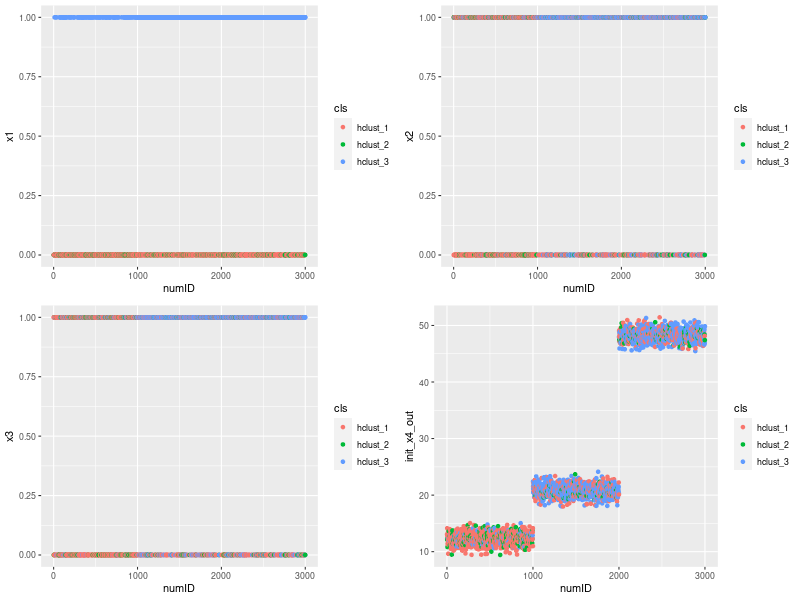 1.00
0.75
0.50
0.25
0.00
x1
0 1000 2000 3000
numID
cls
hclust_1
hclust_2
hclust_3
1.00
0.75
0.50
0.25
0.00
x2
0 1000 2000 3000
numID
cls
hclust_1
hclust_2
hclust_3
1.00
0.75
0.50
0.25
0.00
x3
0 1000 2000 3000
numID
cls
hclust_1
hclust_2
hclust_3
50
40
30
20
10
init_x4_out
0 1000 2000 3000
numID
cls
hclust_1
hclust_2
hclust_3